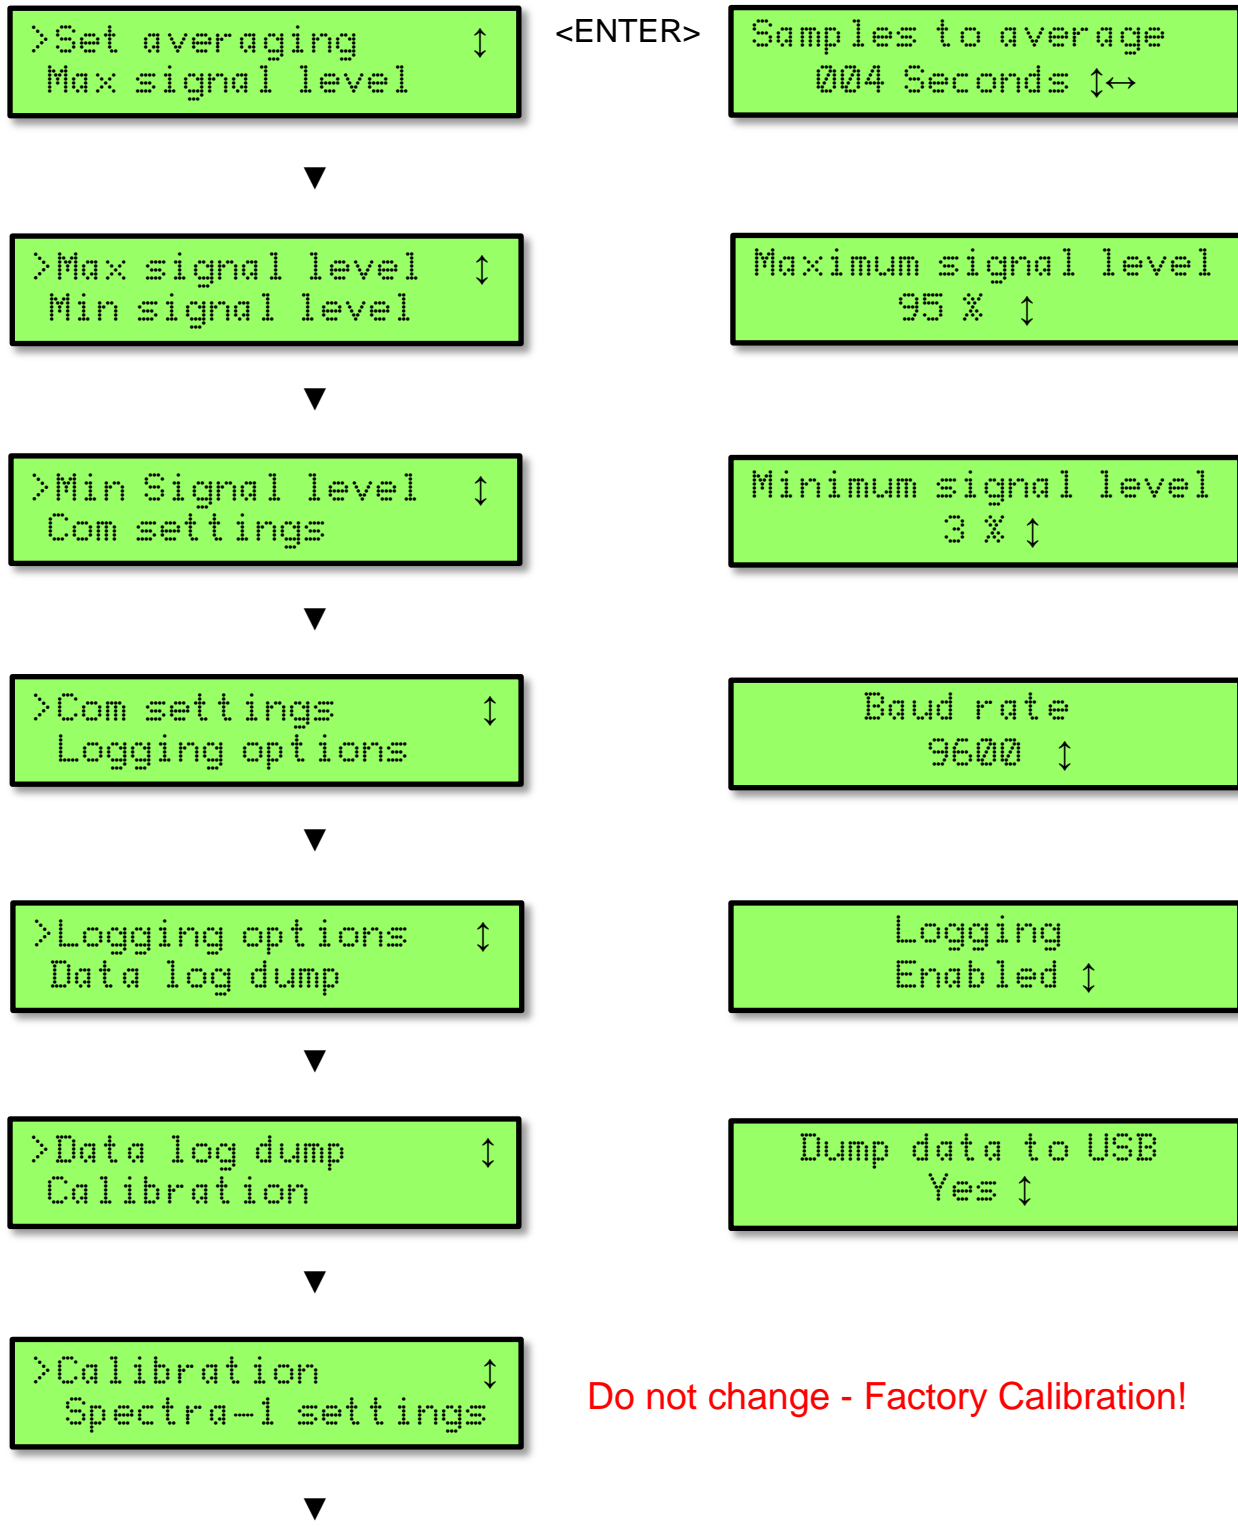 >Set averaging ↕
Max signal level
<ENTER>
Samples to average
004 Seconds ↕↔
▼
>Max signal level ↕
Min signal level
Maximum signal level
95 % ↕
▼
>Min Signal level ↕
Com settings
Minimum signal level
3 % ↕
▼
>Com settings ↕
Logging options
Baud rate
9600 ↕
▼
>Logging options ↕
Data log dump
Logging
Enabled ↕
▼
>Data log dump ↕
Calibration
Dump data to USB
Yes ↕
▼
>Calibration ↕
Spectra-1 settings
Do not change - Factory Calibration!
▼